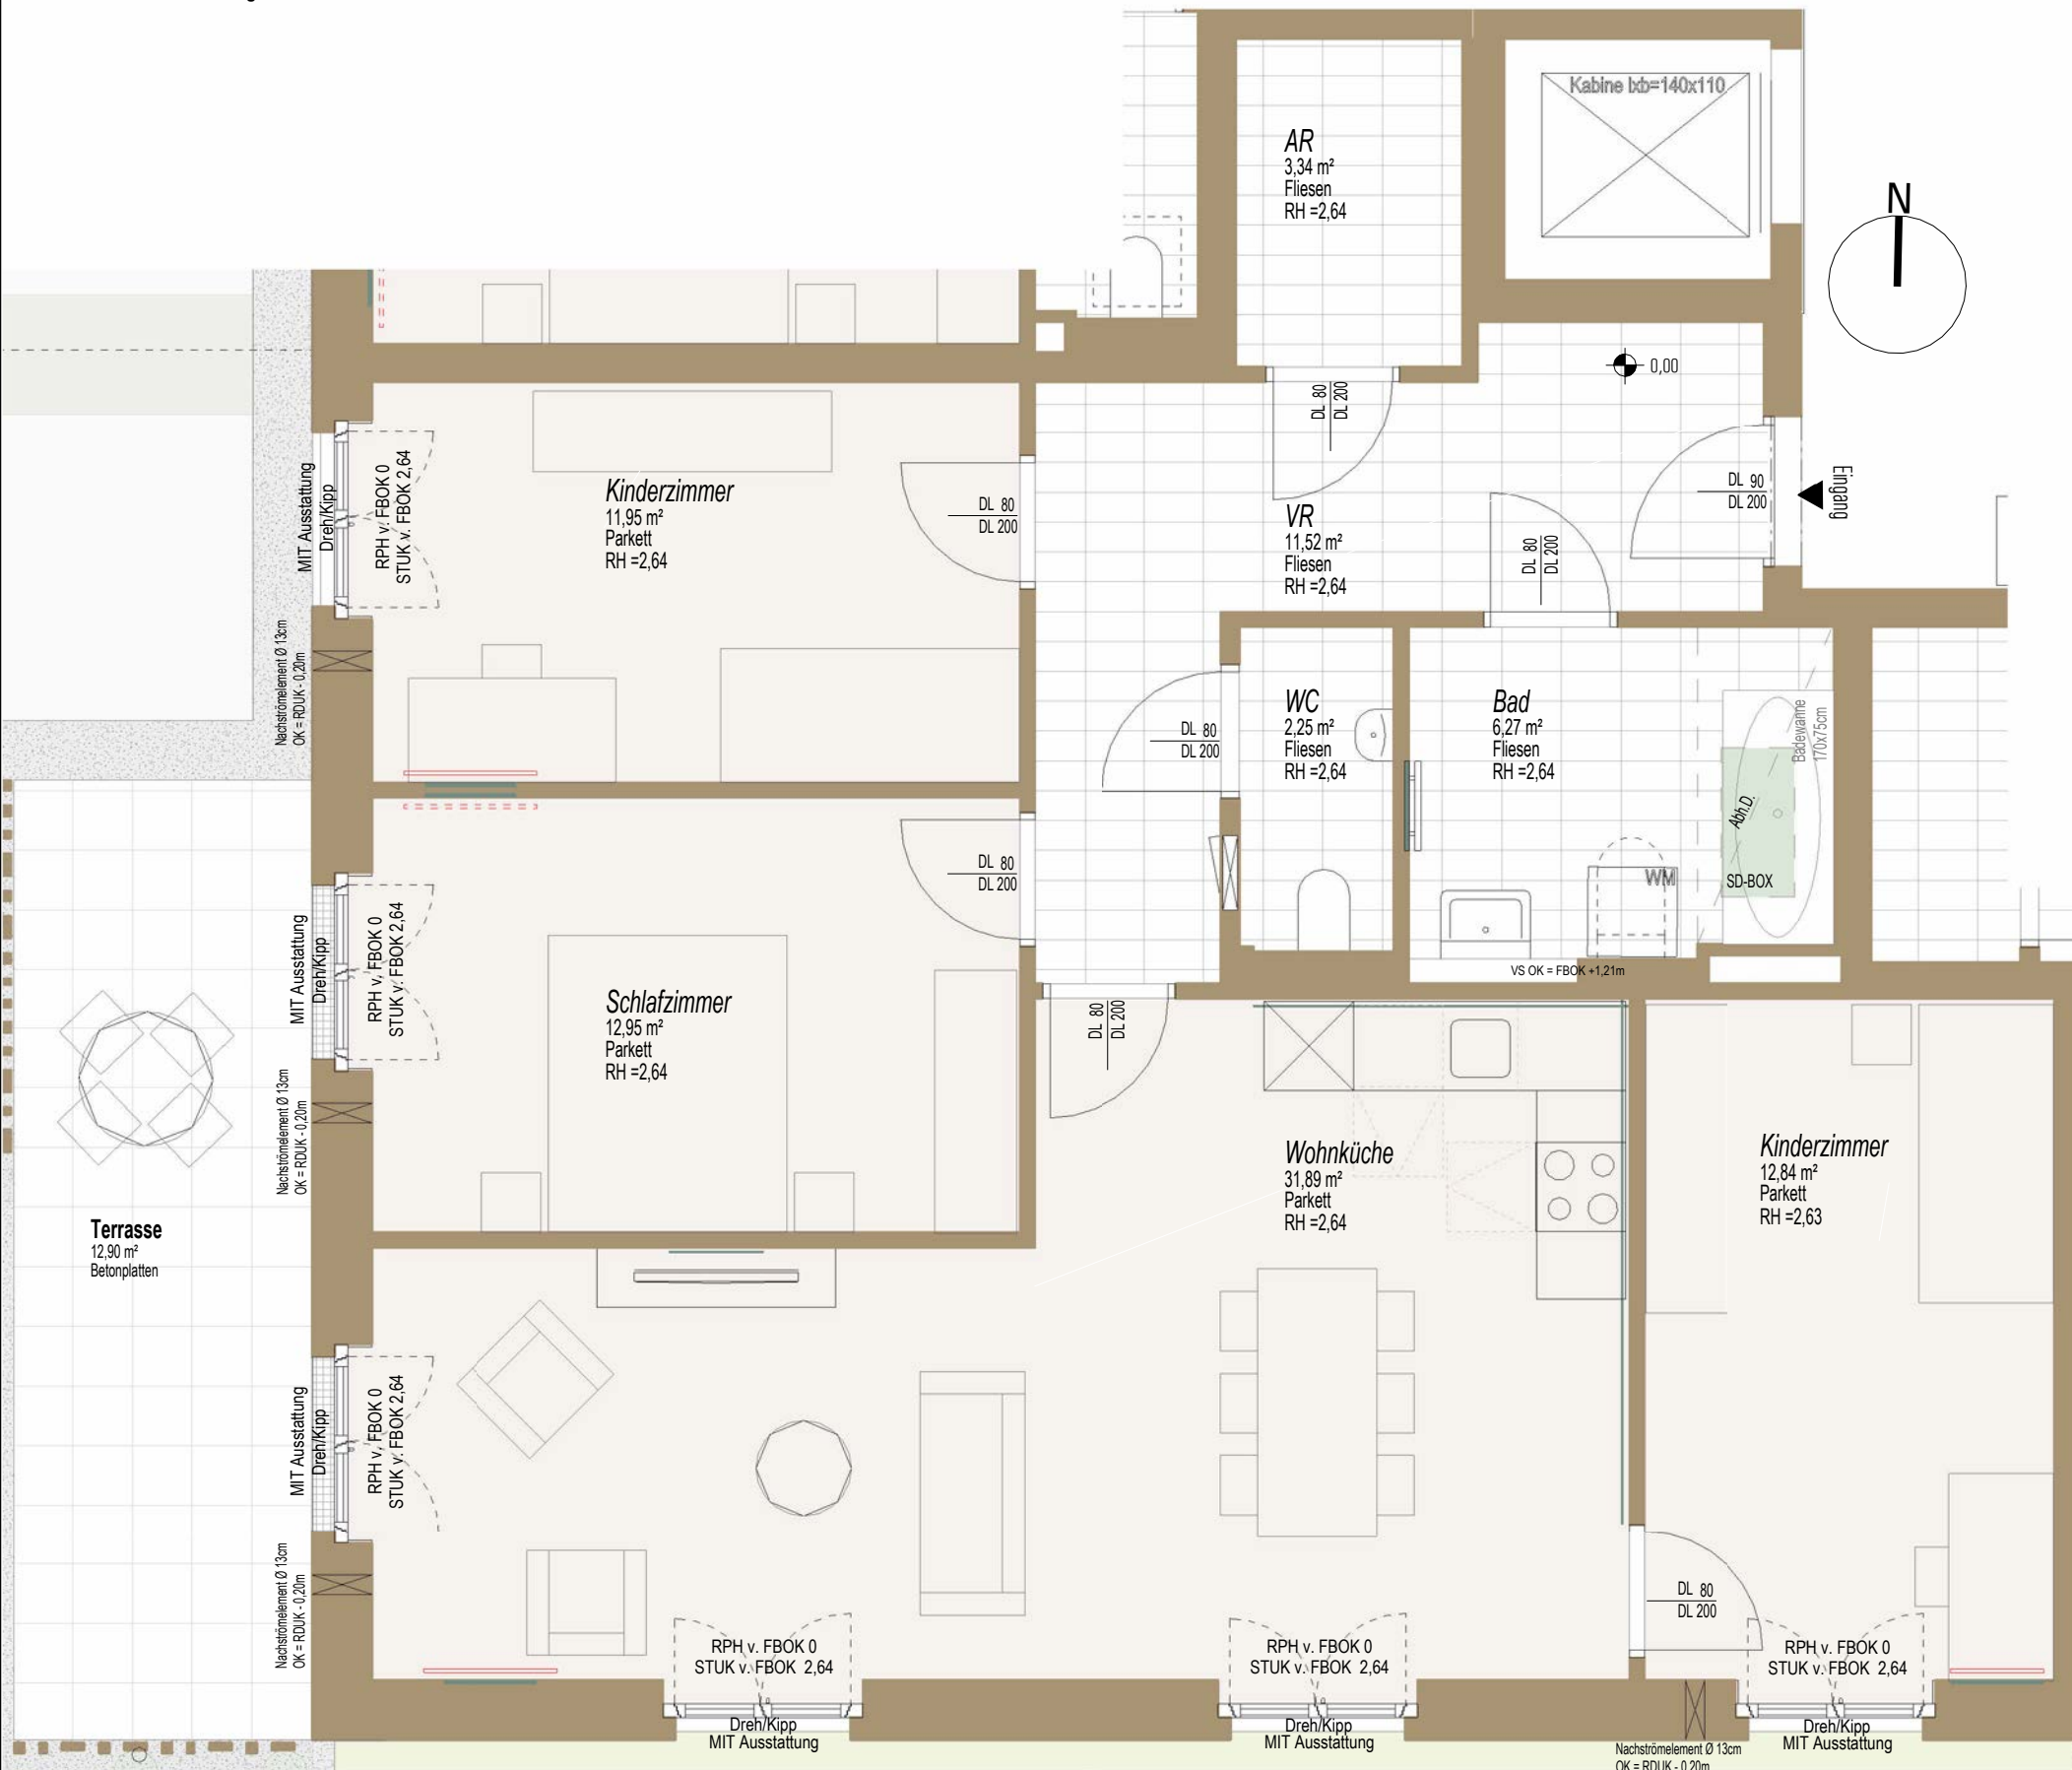 Kabine lxb=140x110
AR
3,34 m²
Fliesen
RH =2,64
N
0,00
DL 80
DL 200
MIT Ausstattung
Dreh/Kipp
RPH v. FBOK 0
STUK v. FBOK 2,64
Kinderzimmer
11,95 m²
Parkett
RH =2,64
DL 80
DL 200
VR
11,52 m²
Fliesen
RH =2,64
DL 80
DL 200
DL 90
DL 200
Eingang
Nachströmelement Ø 13cm
OK = RDUK - 0,20m
DL 80
DL 200
WC
2,25 m²
Fliesen
RH =2,64
Bad
6,27 m²
Fliesen
RH =2,64
Badewanne
170x75cm
Abh.D.
WM
SD-BOX
VS OK = FBOK +1,21m
DL 80
DL 200
MIT Ausstattung
Dreh/Kipp
RPH v. FBOK 0
STUK v. FBOK 2,64
Schlafzimmer
12,95 m²
Parkett
RH =2,64
DL 80
DL 200
Nachströmelement Ø 13cm
OK = RDUK - 0,20m
Wohnküche
31,89 m²
Parkett
RH =2,64
Kinderzimmer
12,84 m²
Parkett
RH =2,63
Terrasse
12,90 m²
Betonplatten
MIT Ausstattung
Dreh/Kipp
RPH v. FBOK 0
STUK v. FBOK 2,64
Nachströmelement Ø 13cm
OK = RDUK - 0,20m
DL 80
DL 200
RPH v. FBOK 0
STUK v. FBOK 2,64
Dreh/Kipp
MIT Ausstattung
RPH v. FBOK 0
STUK v. FBOK 2,64
Dreh/Kipp
MIT Ausstattung
RPH v. FBOK 0
STUK v. FBOK 2,64
Dreh/Kipp
MIT Ausstattung
Nachströmelement Ø 13cm
OK = RDUK - 0,20m